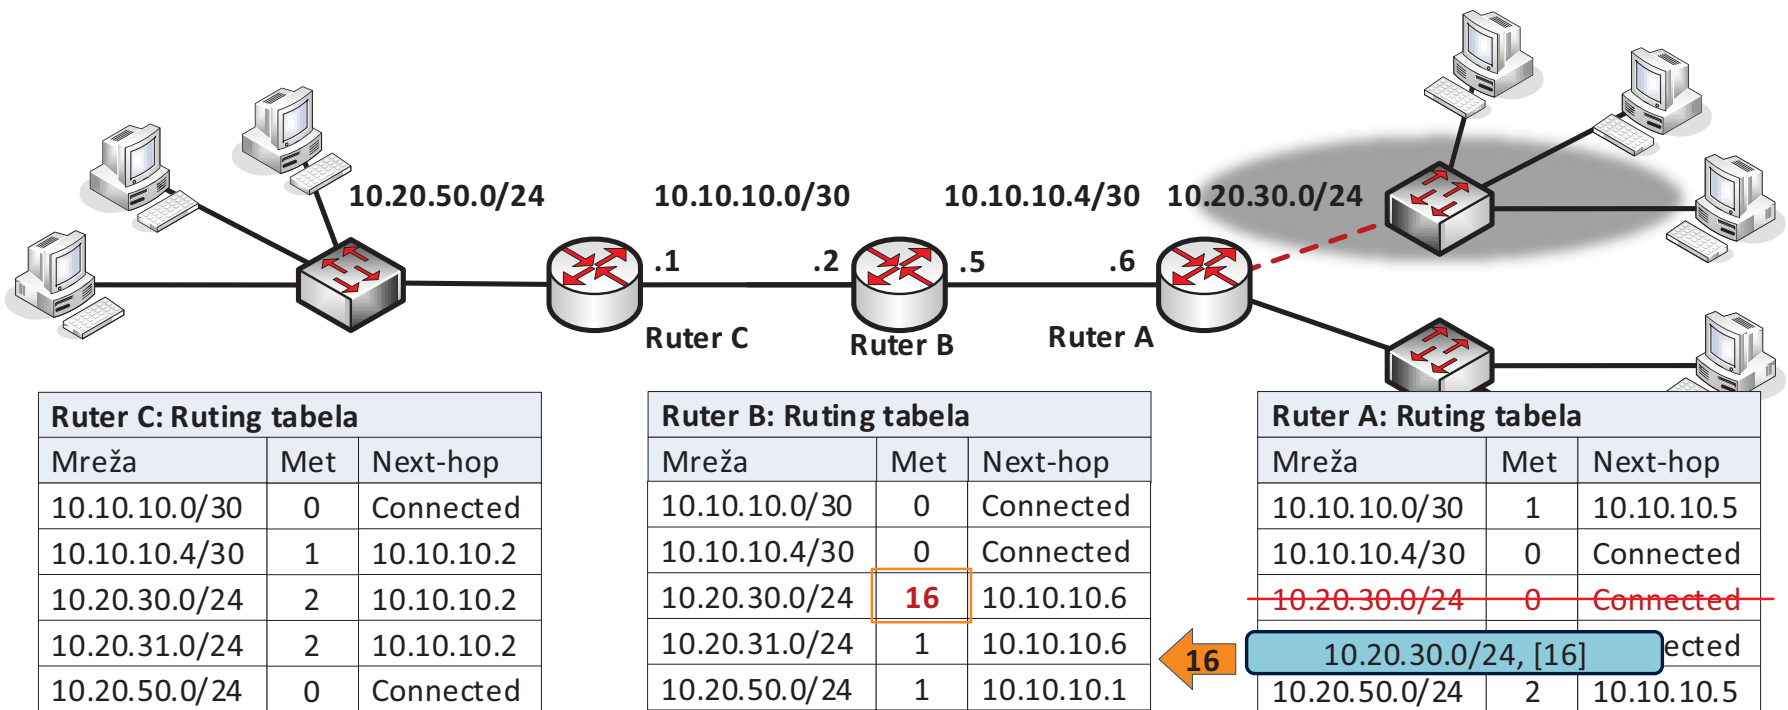 10.20.50.0/24 10.10.10.0/30 10.10.10.4/30 10.20.30.0/24
.1 .2 .5 .6
Ruter C Ruter B Ruter A
Ruter C: Ruting tabela
Mreža Met Next-hop
10.10.10.0/30 0 Connected
10.10.10.4/30 1 10.10.10.2
10.20.30.0/24 2 10.10.10.2
10.20.31.0/24 2 10.10.10.2
10.20.50.0/24 0 Connected
Ruter B: Ruting tabela
Mreža Met Next-hop
10.10.10.0/30 0 Connected
10.10.10.4/30 0 Connected
10.20.30.0/24 16 10.10.10.6
10.20.31.0/24 1 10.10.10.6
10.20.50.0/24 1 10.10.10.1
Ruter A: Ruting tabela
Mreža Met Next-hop
10.10.10.0/30 1 10.10.10.5
10.10.10.4/30 0 Connected
10.20.30.0/24 0 Connected
16 10.20.30.0/24, [16] ected
10.20.50.0/24 2 10.10.10.5